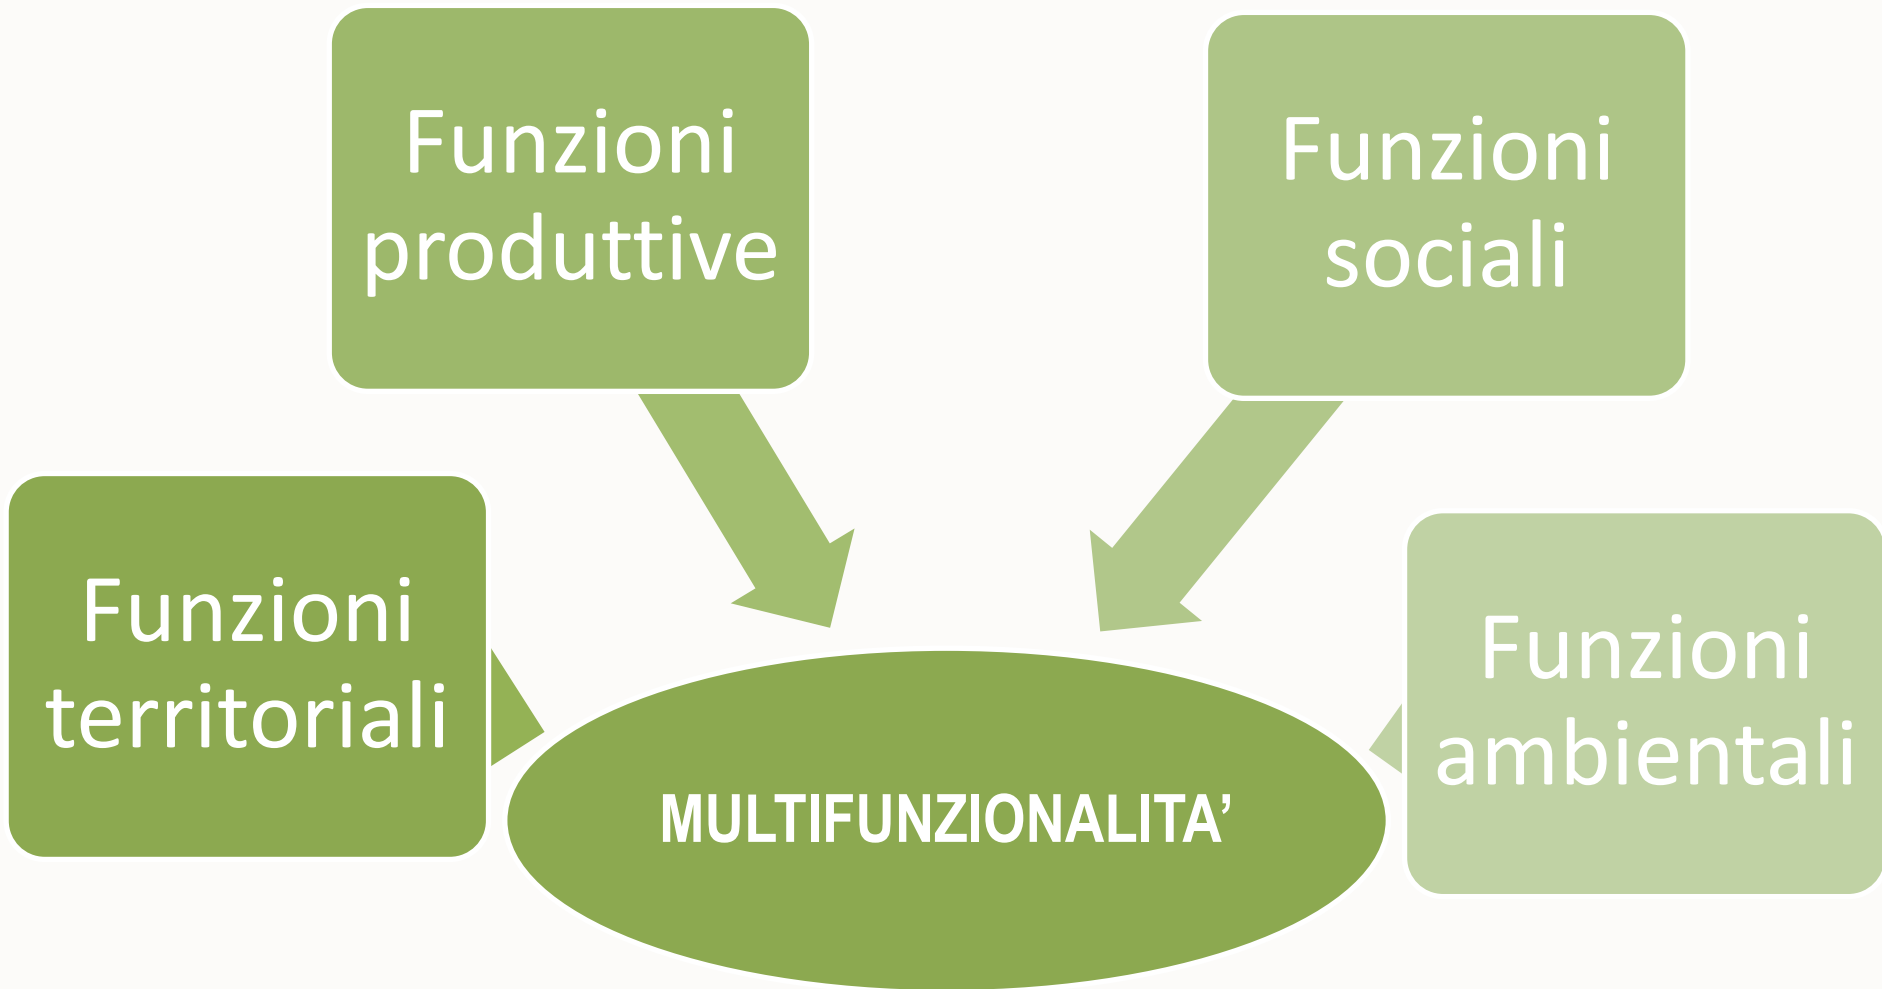 Funzioni
produttive
Funzioni
sociali
Funzioni
territoriali
Funzioni
ambientali
MULTIFUNZIONALITA’